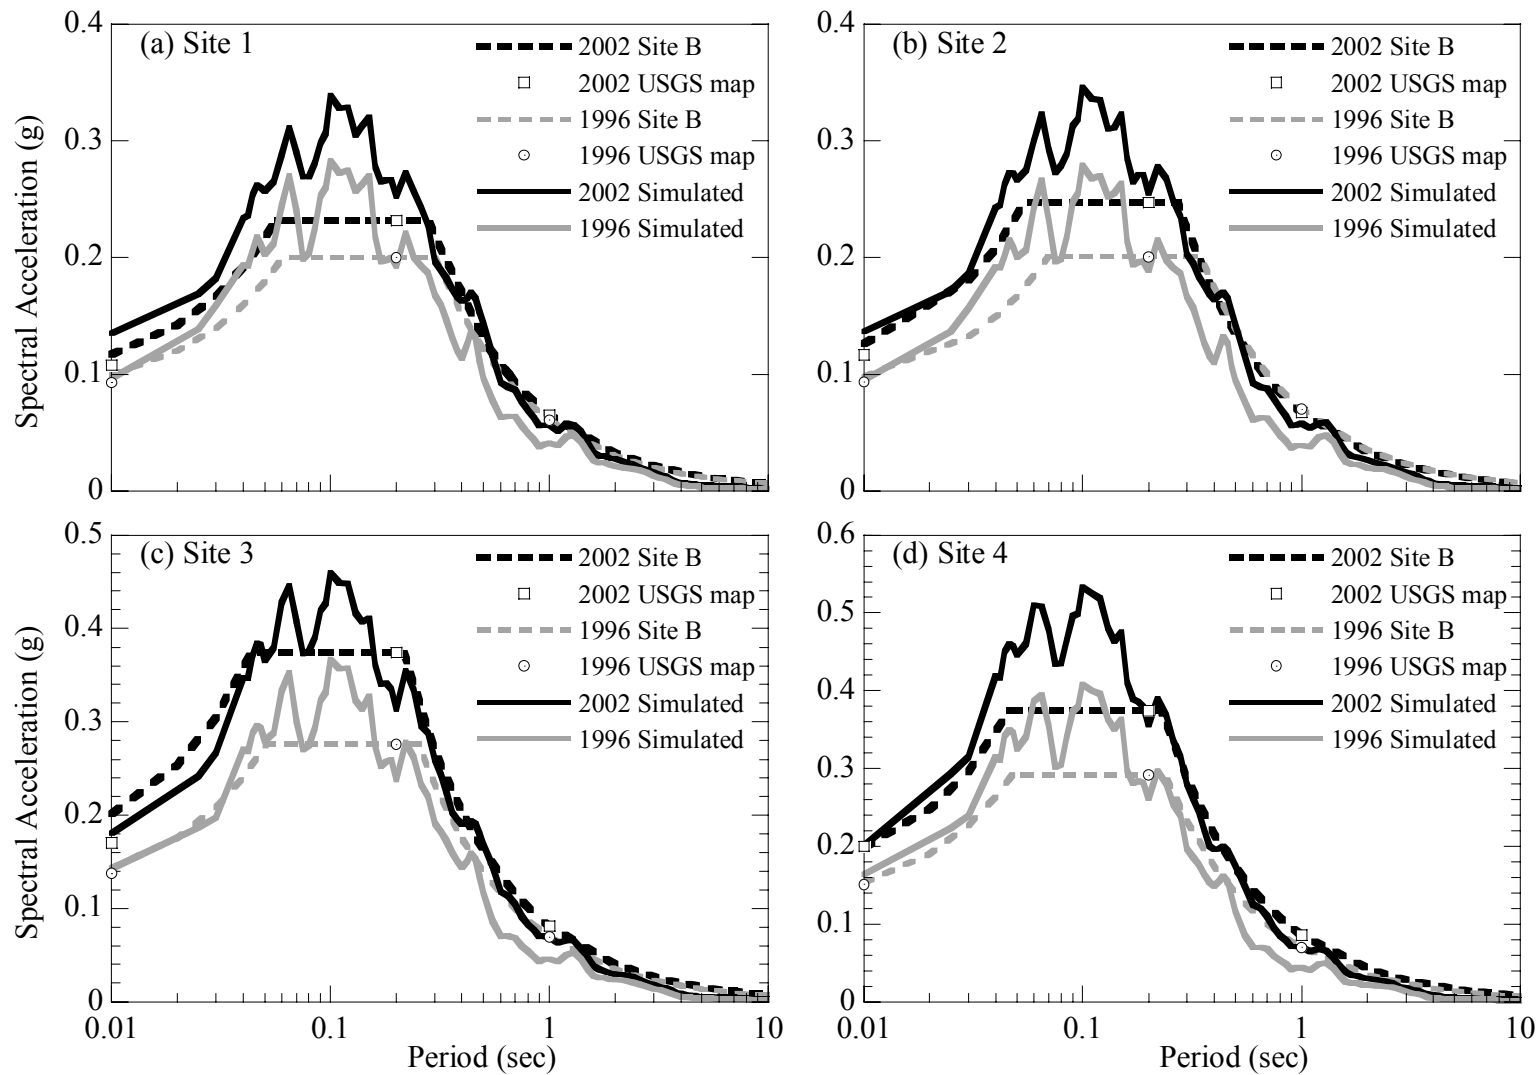 0.4
(a) Site 1
2002 Site B
2002 USGS map
0.3
1996 Site B
1996 USGS map
2002 Simulated
1996 Simulated
0.2
0.1
0
Spectral Acceleration (g)
0.4
(b) Site 2
2002 Site B
2002 USGS map
0.3
1996 Site B
1996 USGS map
2002 Simulated
1996 Simulated
0.2
0.1
0
0.5
(c) Site 3
2002 Site B
2002 USGS map
0.4
1996 Site B
1996 USGS map
2002 Simulated
1996 Simulated
0.3
0.2
0.1
0
Spectral Acceleration (g)
0.01 0.1 1 10
Period (sec)
0.6
(d) Site 4
2002 Site B
2002 USGS map
0.5
1996 Site B
1996 USGS map
2002 Simulated
1996 Simulated
0.4
0.3
0.2
0.1
0
0.01 0.1 1 10
Period (sec)